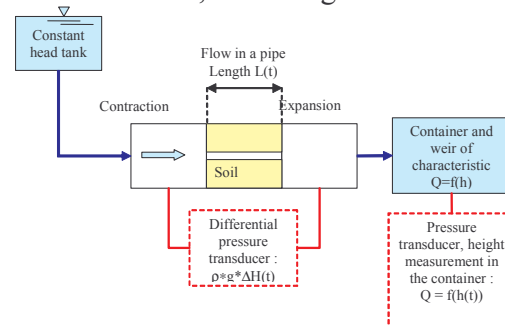 Constant
head tank
Flow in a pipe
Length L(t)
Contraction
Expansion
Soil
Container and
weir of
characteristic
Q=f(h)
Differential
pressure
transducer :
ρ*g*ΔH(t)
Pressure
transducer, height
measurement in
the container :
Q = f(h(t))